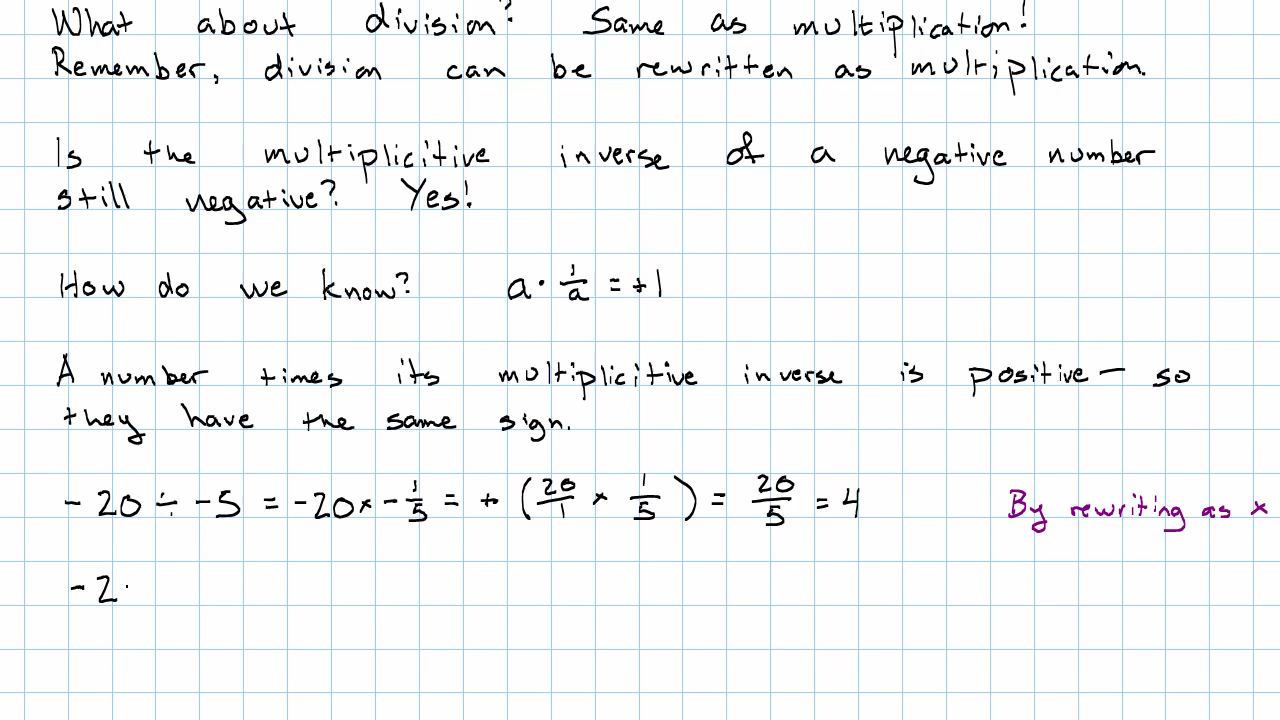 What about division? Same as multiplication!
Remember, division can be rewritten as multiplication.
Is the multiplicitive inverse of a negative number
still negative? Yes!
How do we know? a · 1/a = +1
A number times its multiplicitive inverse is positive – so
they have the same sign.
- 20 ÷ -5 = -20 × - 1/5 = + (20/1 × 1/5) = 20/5 = 4 By rewriting as ×
- 2